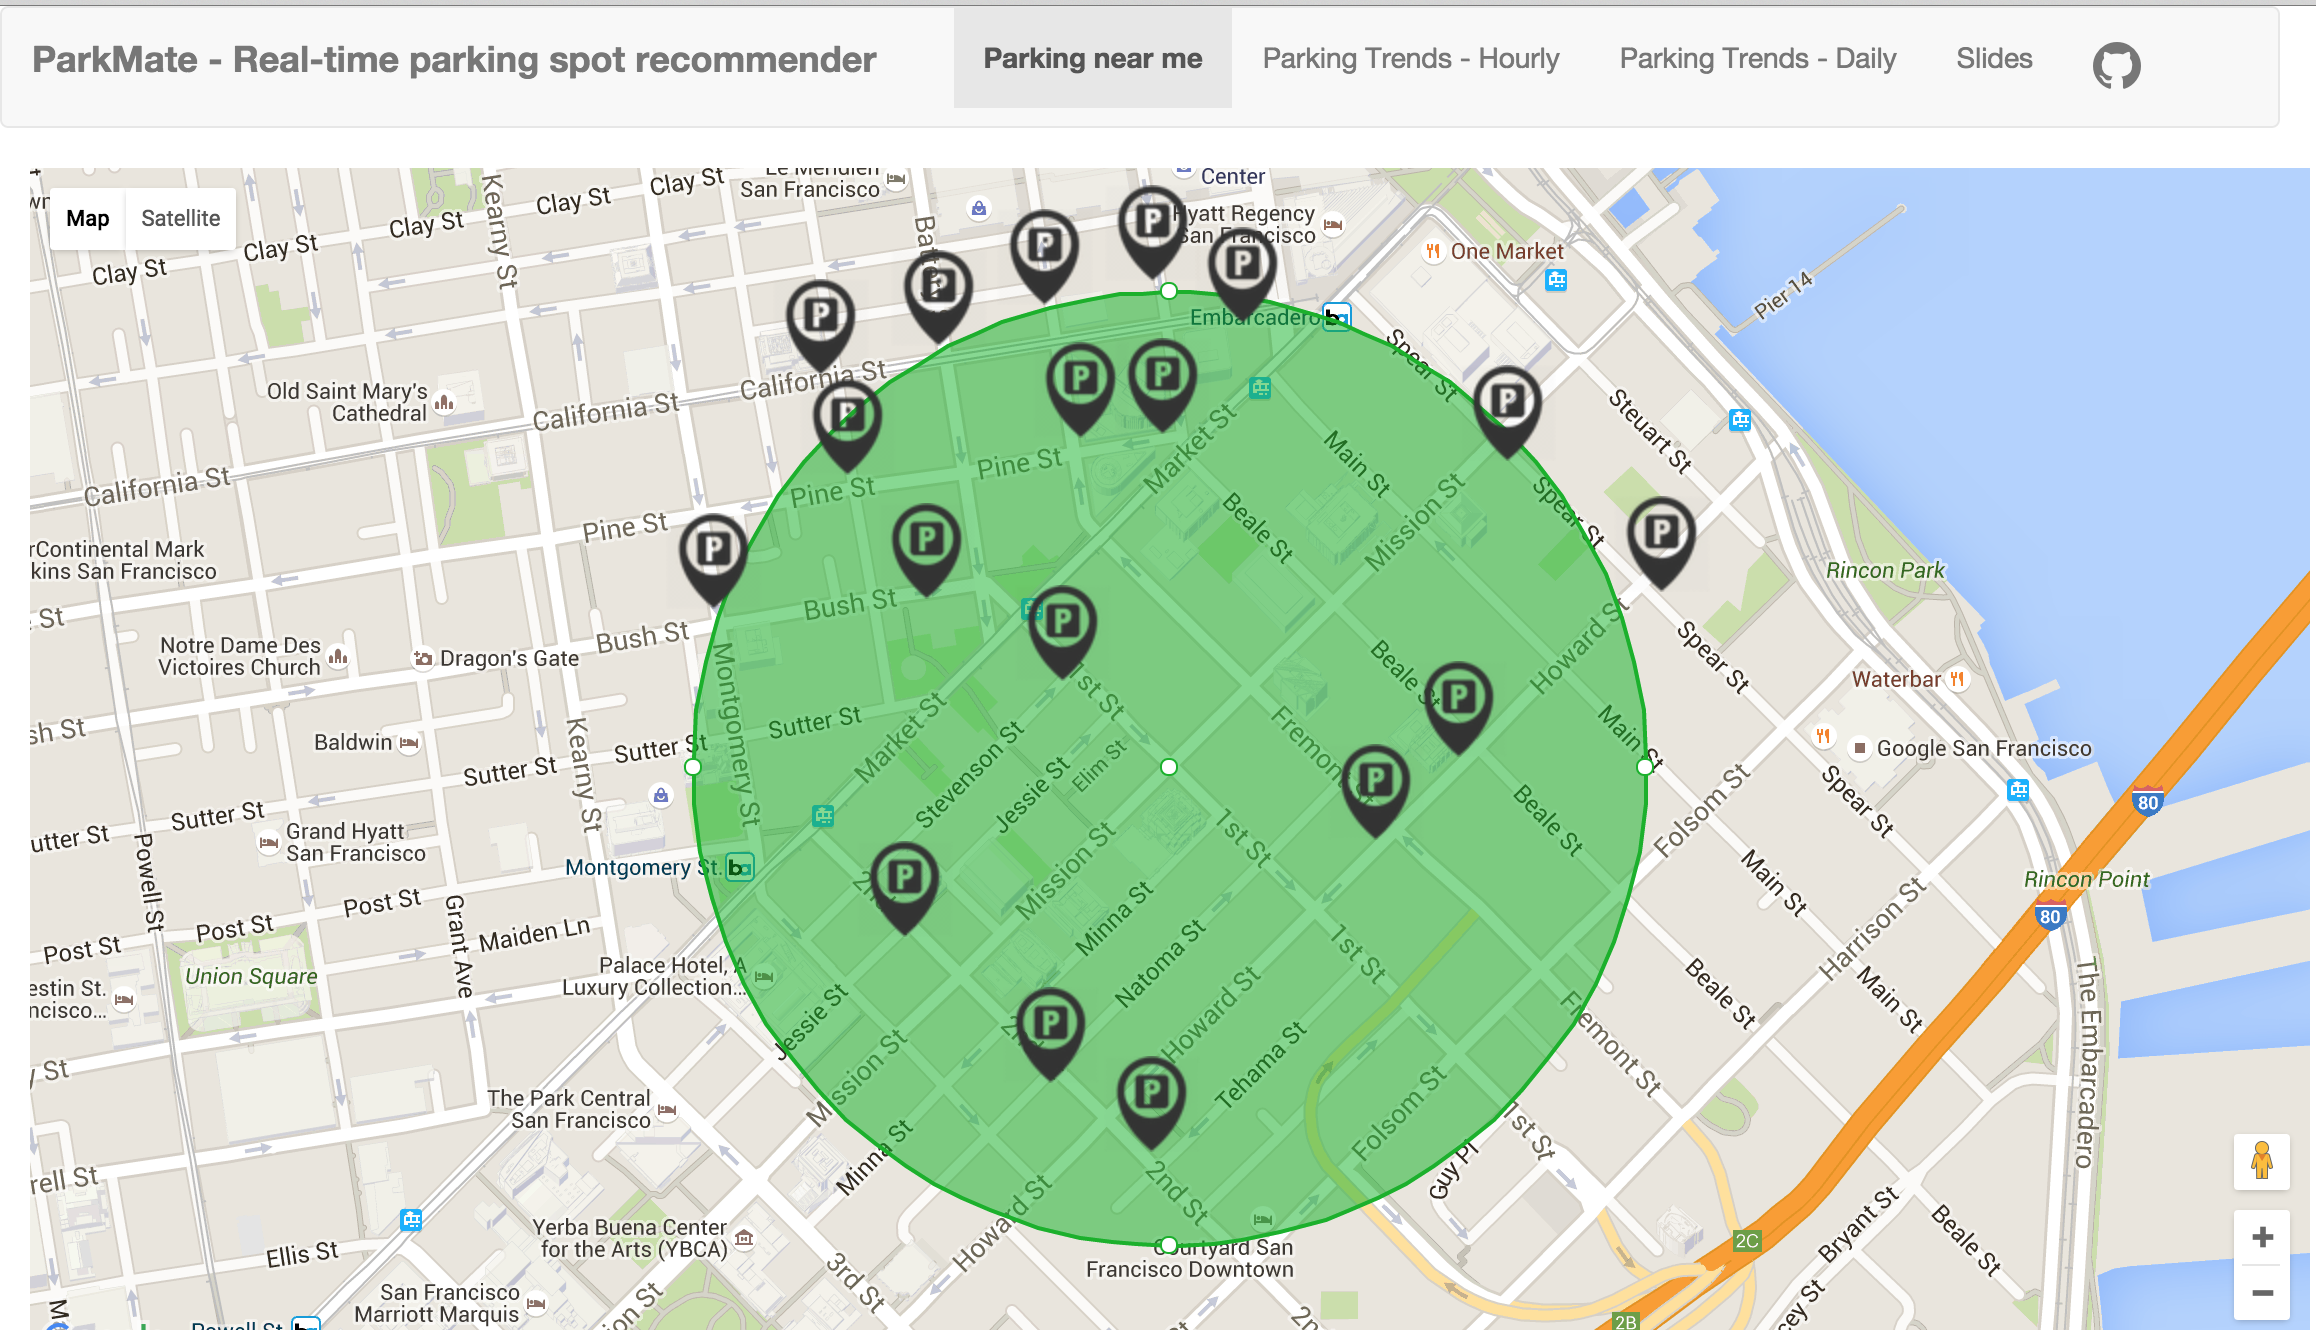 ParkMate - Real-time parking spot recommender
Parking near me
Parking Trends - Hourly
Parking Trends - Daily
Slides
Map
Satellite
Clay St
Clay St
Clay St
Clay St
Clay St
Kearny St
Le Meridien
San Francisco
Center
Hyatt Regency
San Francisco
One Market
Pier 14
Embarcadero
Spear St
Steuart St
Old Saint Mary's
Cathedral
California St
California St
California St
Pine St
Pine St
Pine St
Market St
Main St
Beale St
Mission St
Spear St
Rincon Park
rContinental Mark
kins San Francisco
St
Bush St
Bush St
Notre Dame Des
Victoires Church
Dragon's Gate
Howard St
Spear St
Waterbar
Google San Francisco
Spear St
sh St
Baldwin
Kearny St
Sutter St
Sutter St
Sutter St
Sutter St
utter St
Montgomery St
Market St
Stevenson St
Jessie St
Elim St
1st St
Fremont St
Beale St
Main St
Beale St
Folsom St
80
Rincon Point
80
Grand Hyatt
San Francisco
Montgomery St.
Powell St
Post St
Post St
Post St
Grant Ave
Maiden Ln
Union Square
estin St.
ncisco...
Palace Hotel, A
Luxury Collection...
Jessie St
Mission St
Mission St
Minna St
Natoma St
Howard St
Tehama St
1st St
1st St
Main St
Harrison St
Main St
Beale St
Fremont St
The Embarcadero
y St
The Park Central
San Francisco
Minna St
2nd St
Folsom St
1st St
Guy Pl
rell St
Yerba Buena Center
for the Arts (YBCA)
Howard St
Courtyard San
Francisco Downtown
Ellis St
3rd St
San Francisco
Marriott Marquis
Powell St
2C
2B
Bryant St
Beale St